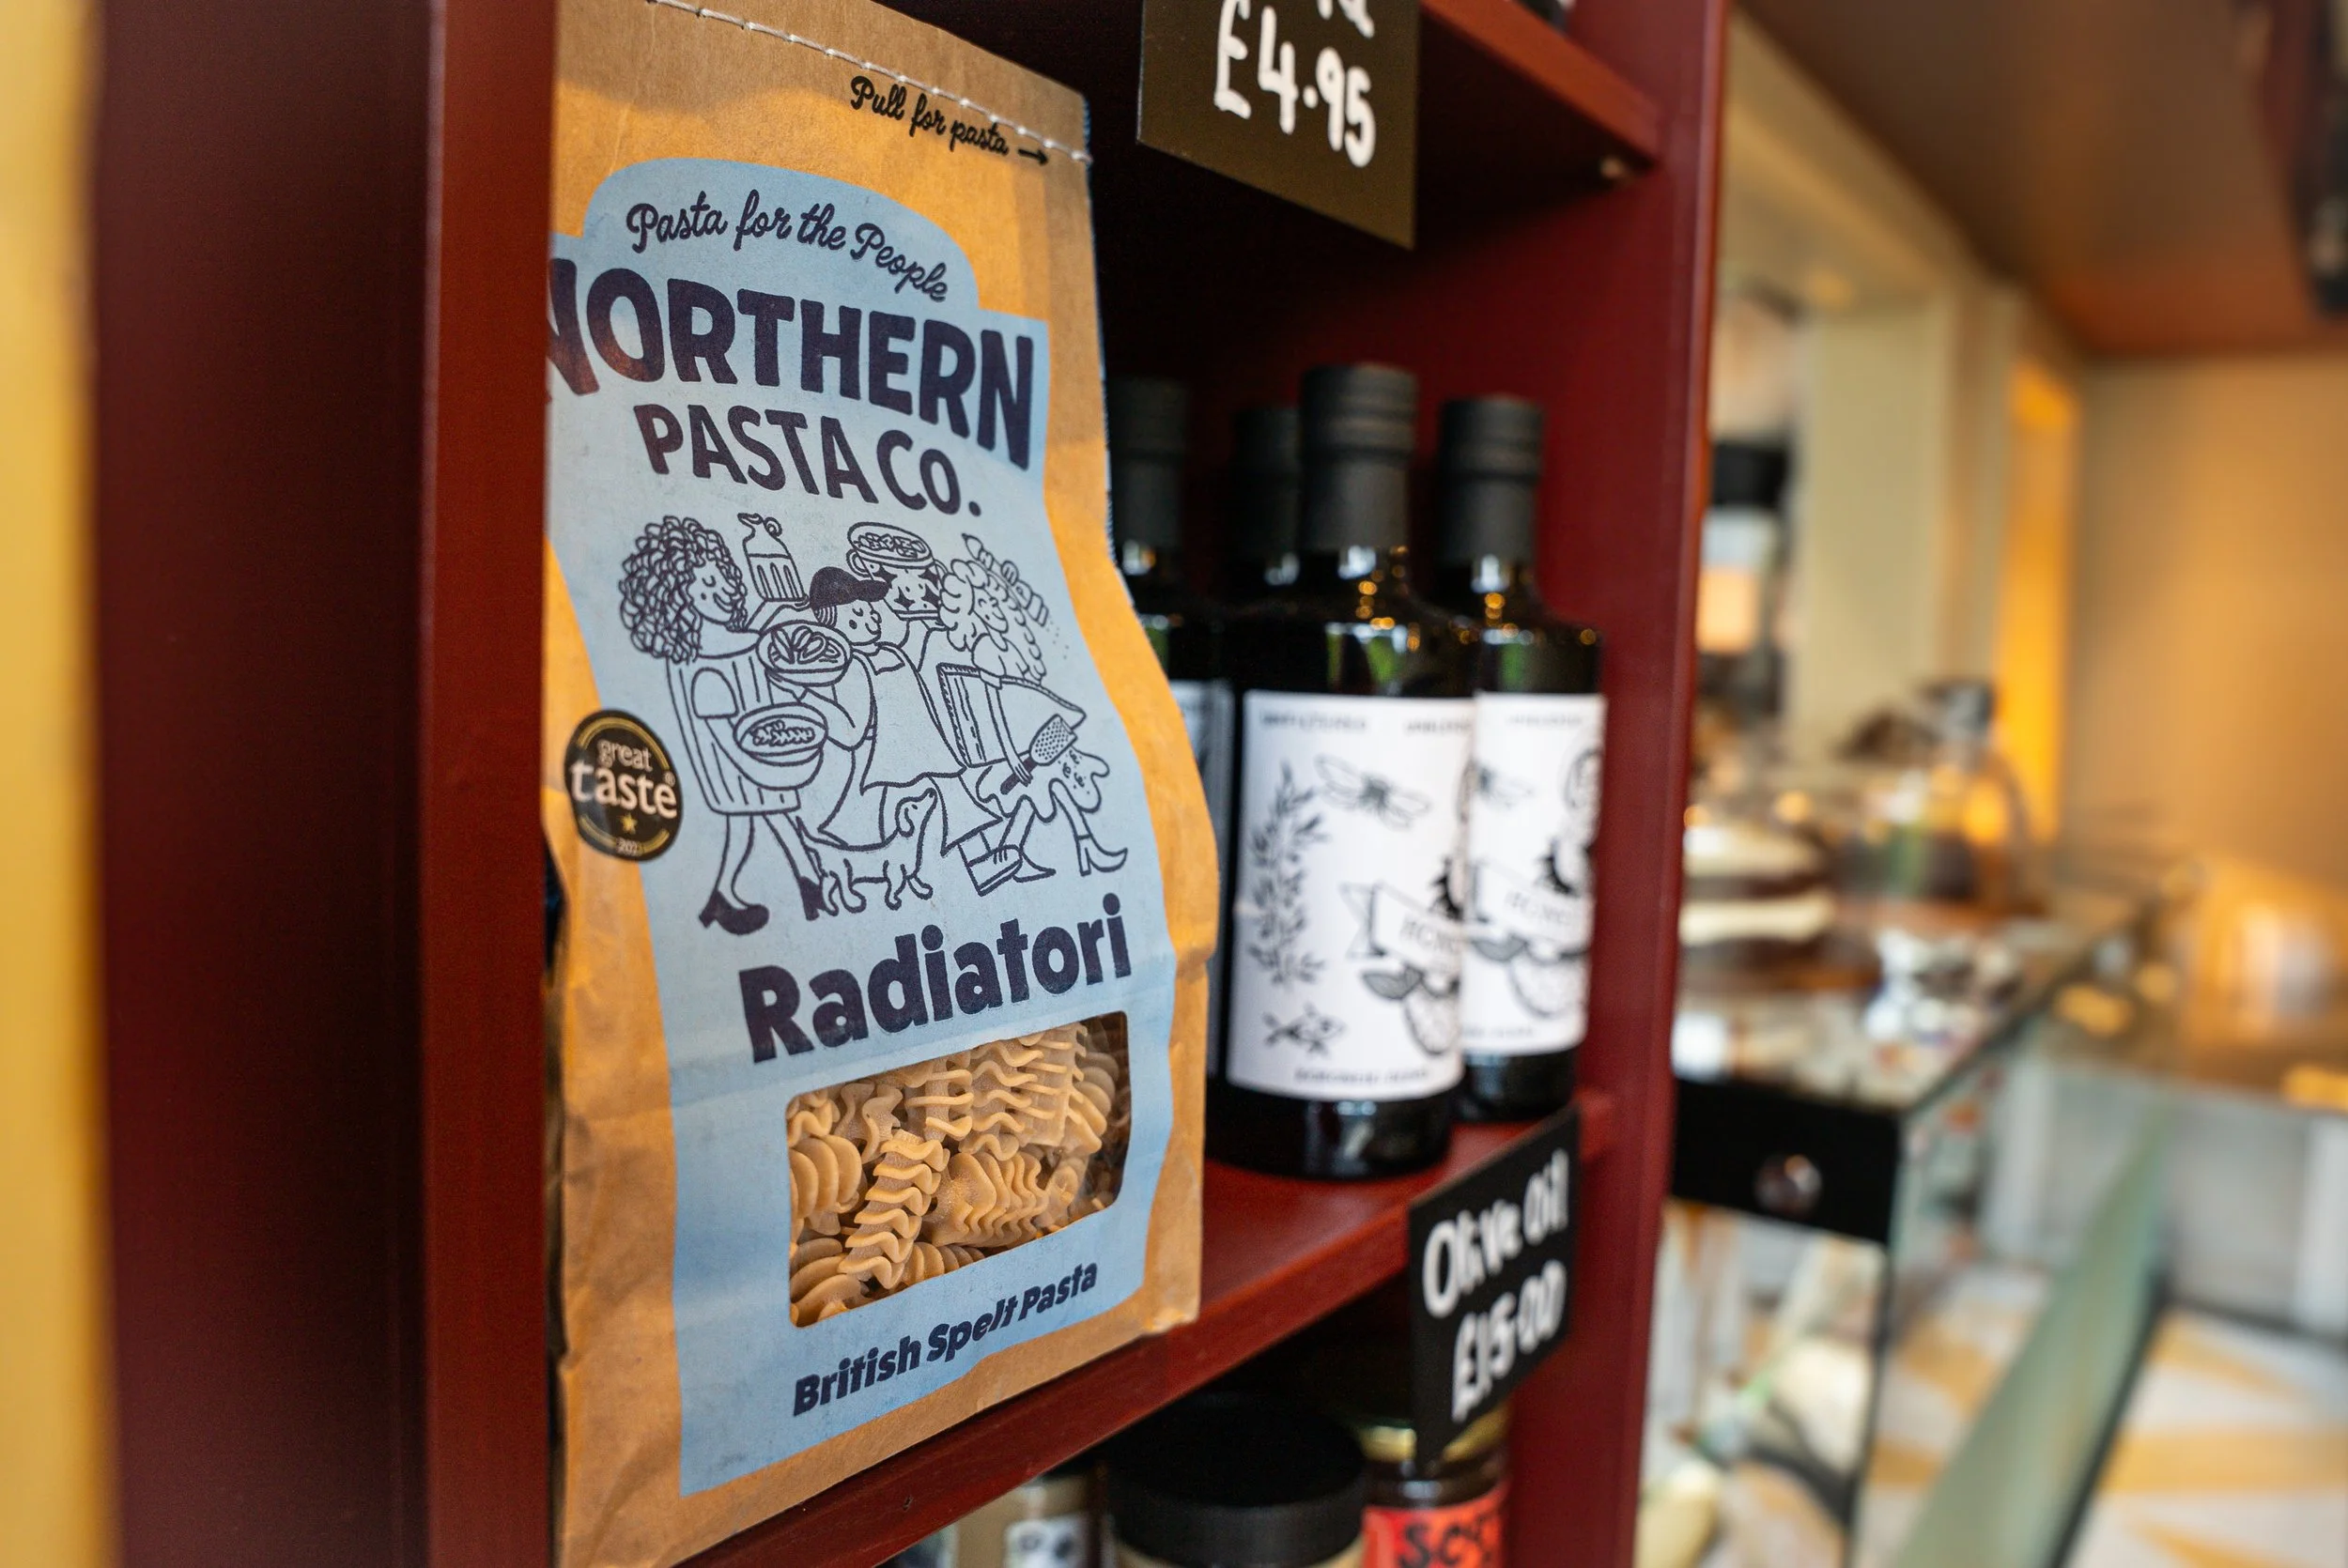 £4.95
Pull for pasta →
Pasta for the People
NORTHERN
PASTA CO.
great
taste
Radiatori
British Spelt Pasta
Olive Oil
£15.00